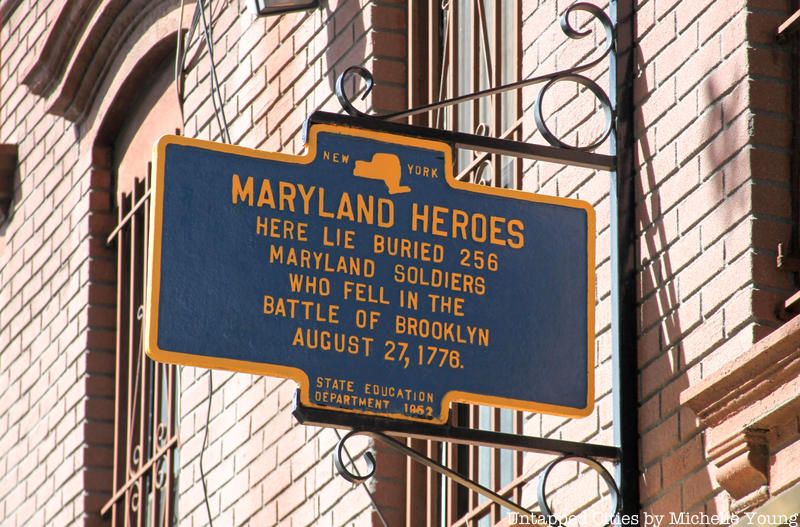 NEW YORK
MARYLAND HEROES
HERE LIE BURIED 256
MARYLAND SOLDIERS
WHO FELL IN THE
BATTLE OF BROOKLYN
AUGUST 27, 1776.
STATE EDUCATION
DEPARTMENT 1952
Untapped Cities by Michelle Young